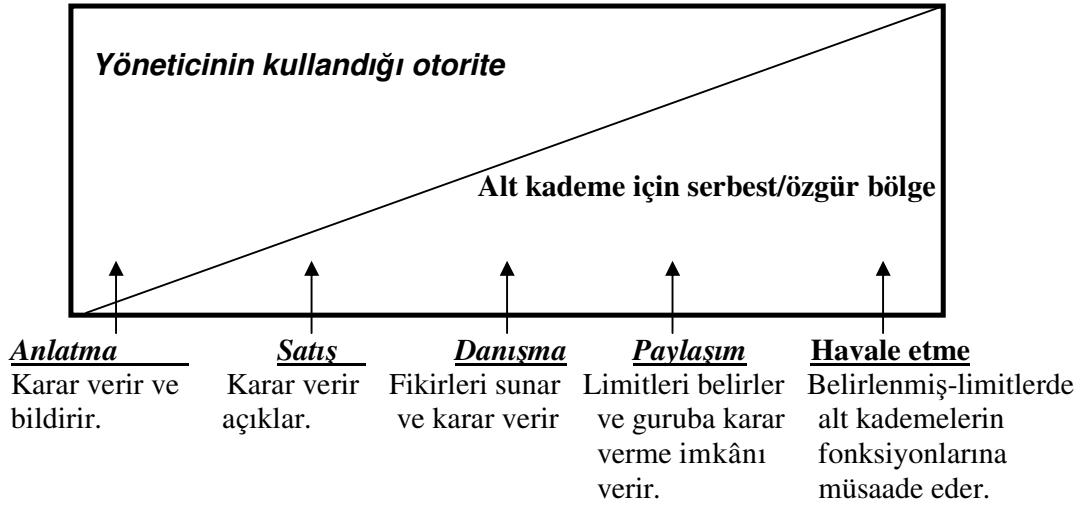 Yöneticinin kullandığı otorite
Alt kademe için serbest/özgür bölge
Anlatma
Karar verir ve
bildirir.
Satış
Karar verir
açıklar.
Danışma
Fikirleri sunar
ve karar verir
Paylaşım
Limitleri belirler
ve guruba karar
verme imkânı
verir.
Havale etme
Belirlenmiş-limitlerde
alt kademelerin
fonksiyonlarına
müsaade eder.